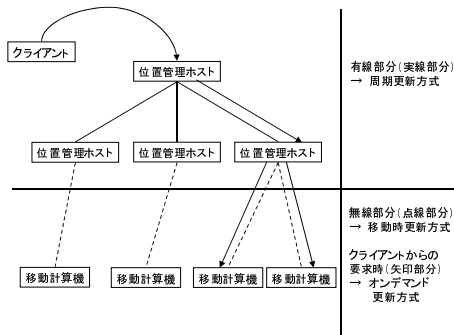 クライアント
位置管理ホスト
有線部分(実線部分)
→ 周期更新方式
位置管理ホスト
位置管理ホスト
位置管理ホスト
無線部分(点線部分)
→ 移動時更新方式
クライアントからの
要求時(矢印部分)
→ オンデマンド
更新方式
移動計算機
移動計算機
移動計算機
移動計算機